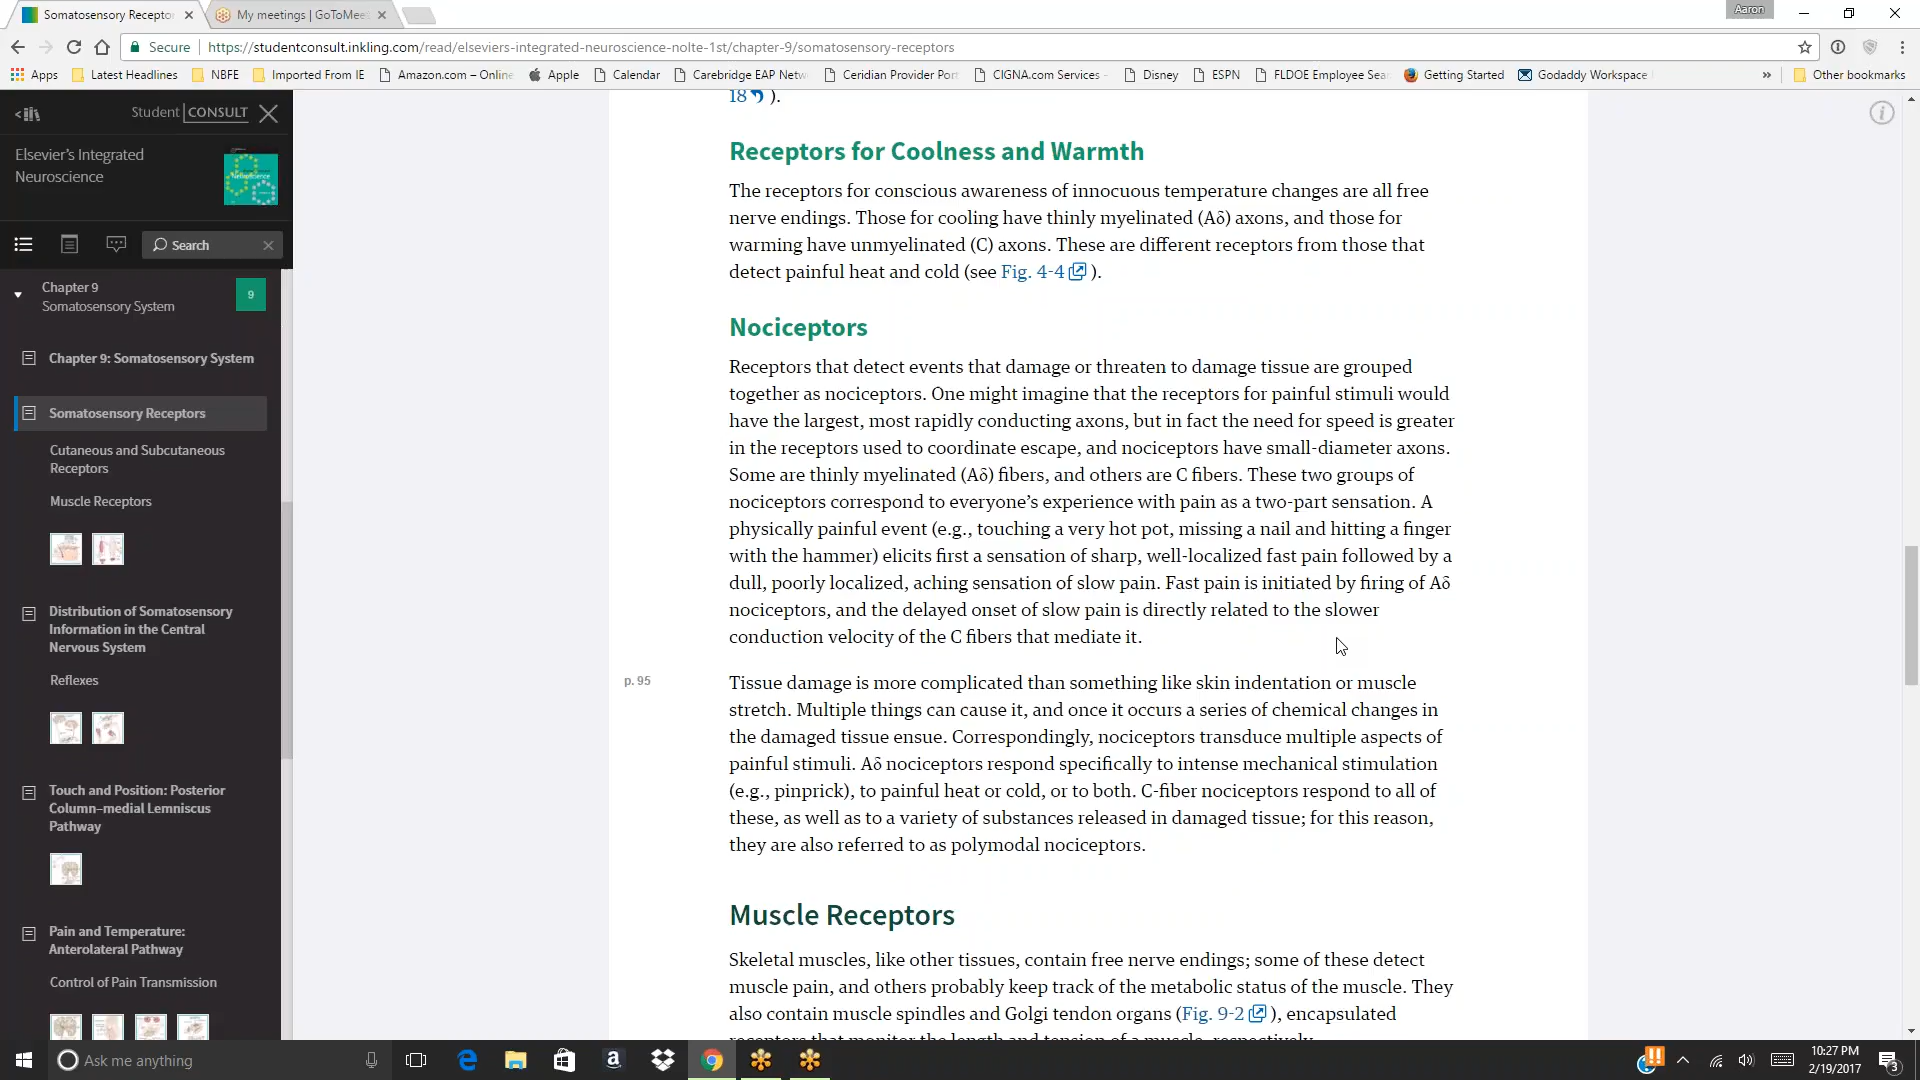 Somatosensory Receptor
My meetings | GoToMee
Aaron
Secure
https://studentconsult.inkling.com/read/elseviers-integrated-neuroscience-nolte-1st/chapter-9/somatosensory-receptors
Apps
Latest Headlines
NBFE
Imported From IE
Amazon.com – Online
Apple
Calendar
Carebridge EAP Netw
Ceridian Provider Por
CIGNA.com Services -
Disney
ESPN
FLDOE Employee Sea
Getting Started
Godaddy Workspace
»
Other bookmarks
Student CONSULT
Elsevier's Integrated
Neuroscience
Search
Chapter 9
Somatosensory System
9
Chapter 9: Somatosensory System
Somatosensory Receptors
Cutaneous and Subcutaneous
Receptors
Muscle Receptors
Distribution of Somatosensory
Information in the Central
Nervous System
Reflexes
Touch and Position: Posterior
Column–medial Lemniscus
Pathway
Pain and Temperature:
Anterolateral Pathway
Control of Pain Transmission
18 ).
Receptors for Coolness and Warmth
The receptors for conscious awareness of innocuous temperature changes are all free
nerve endings. Those for cooling have thinly myelinated (Aδ) axons, and those for
warming have unmyelinated (C) axons. These are different receptors from those that
detect painful heat and cold (see Fig. 4-4 ).
Nociceptors
Receptors that detect events that damage or threaten to damage tissue are grouped
together as nociceptors. One might imagine that the receptors for painful stimuli would
have the largest, most rapidly conducting axons, but in fact the need for speed is greater
in the receptors used to coordinate escape, and nociceptors have small-diameter axons.
Some are thinly myelinated (Aδ) fibers, and others are C fibers. These two groups of
nociceptors correspond to everyone's experience with pain as a two-part sensation. A
physically painful event (e.g., touching a very hot pot, missing a nail and hitting a finger
with the hammer) elicits first a sensation of sharp, well-localized fast pain followed by a
dull, poorly localized, aching sensation of slow pain. Fast pain is initiated by firing of Aδ
nociceptors, and the delayed onset of slow pain is directly related to the slower
conduction velocity of the C fibers that mediate it.
p. 95
Tissue damage is more complicated than something like skin indentation or muscle
stretch. Multiple things can cause it, and once it occurs a series of chemical changes in
the damaged tissue ensue. Correspondingly, nociceptors transduce multiple aspects of
painful stimuli. Aδ nociceptors respond specifically to intense mechanical stimulation
(e.g., pinprick), to painful heat or cold, or to both. C-fiber nociceptors respond to all of
these, as well as to a variety of substances released in damaged tissue; for this reason,
they are also referred to as polymodal nociceptors.
Muscle Receptors
Skeletal muscles, like other tissues, contain free nerve endings; some of these detect
muscle pain, and others probably keep track of the metabolic status of the muscle. They
also contain muscle spindles and Golgi tendon organs (Fig. 9-2 ), encapsulated
receptors that monitor the length and tension of a muscle, respectively.
Ask me anything
10:27 PM
2/19/2017
3